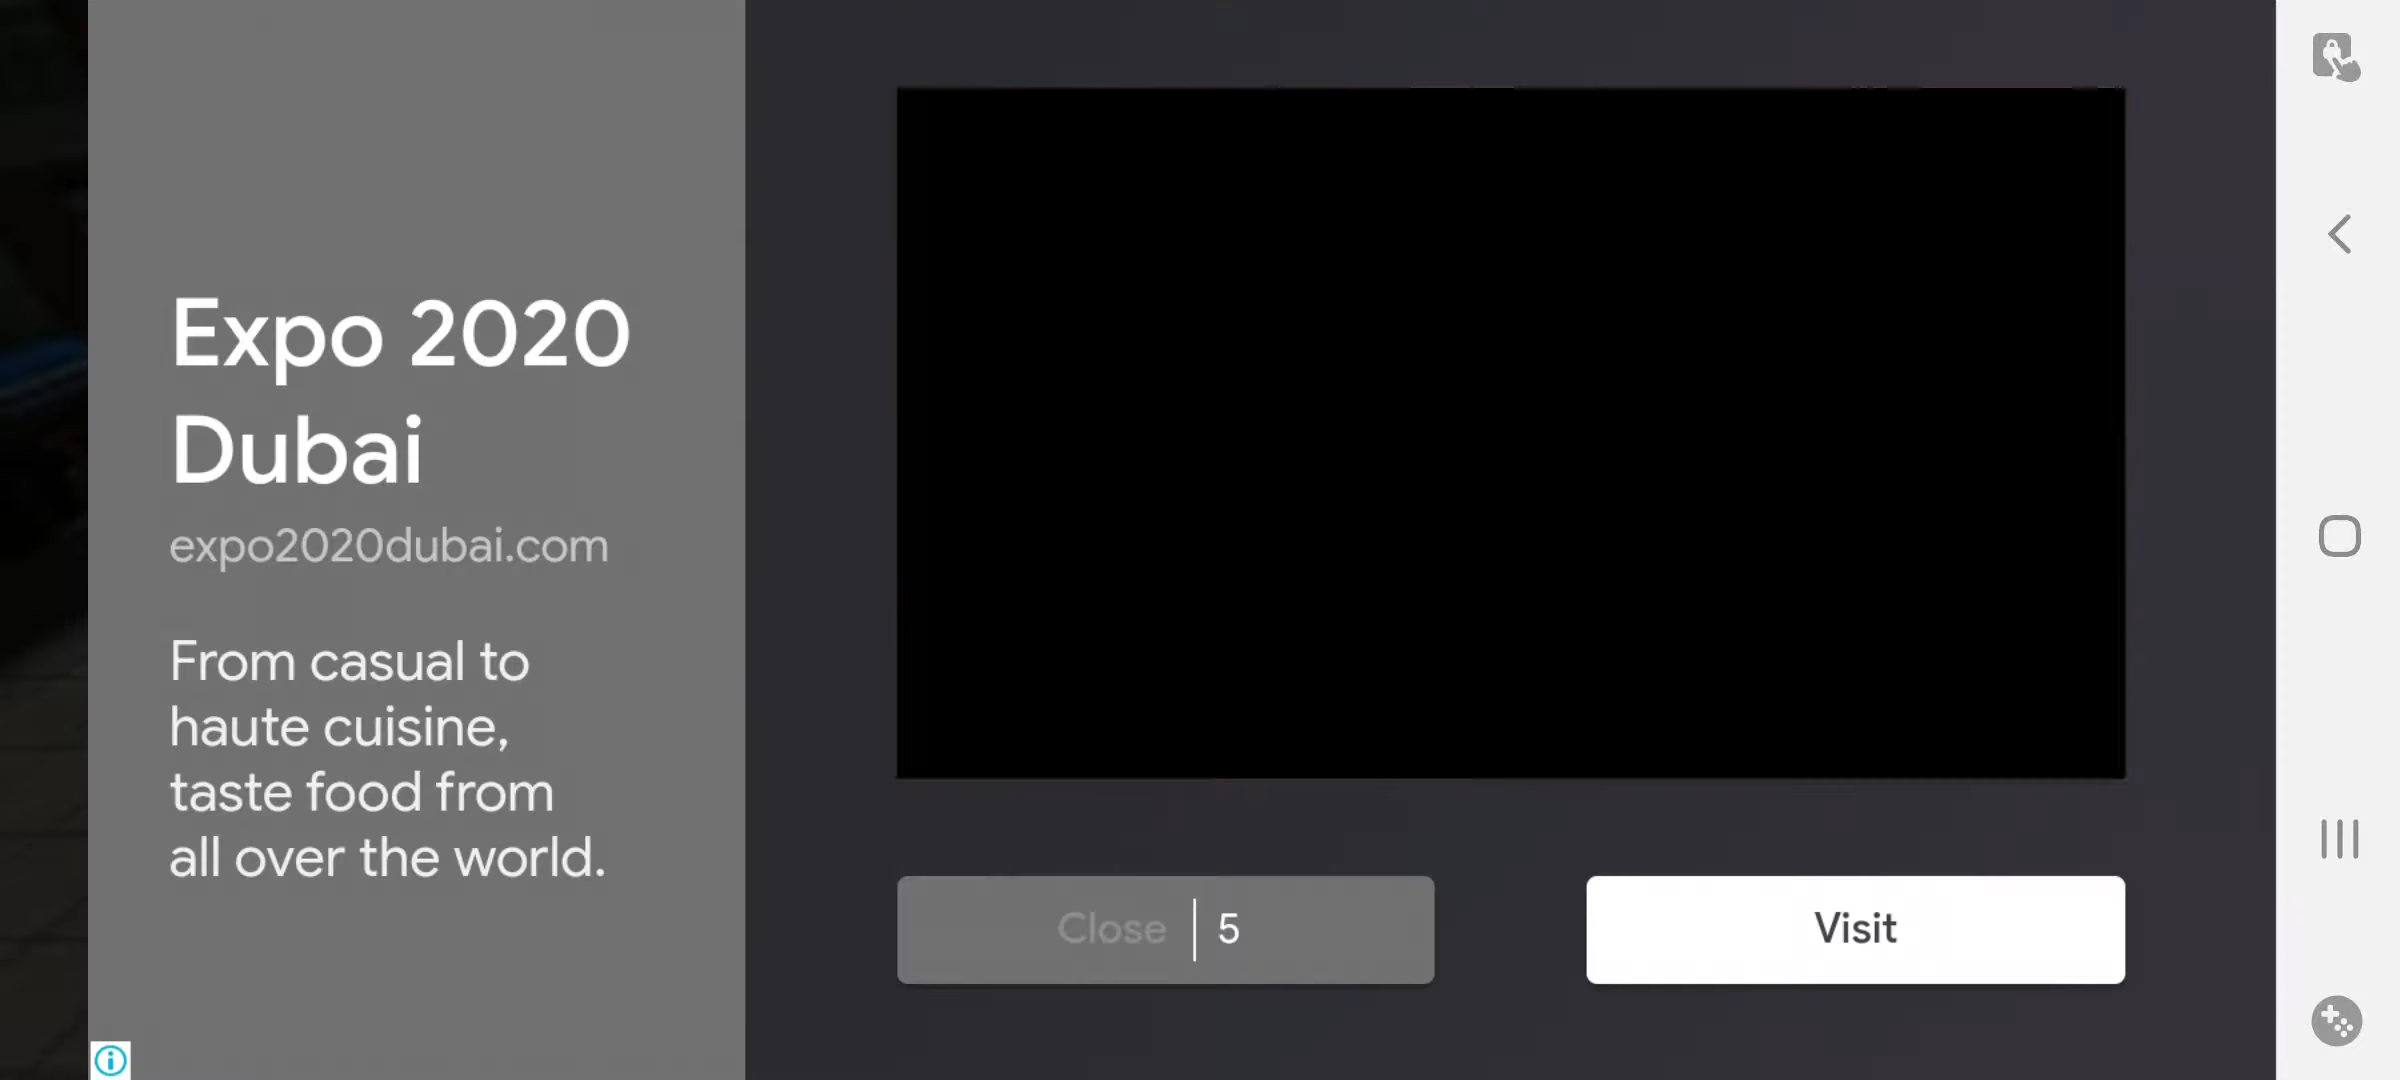 Expo 2020
Dubai
expo2020dubai.com
From casual to
haute cuisine,
taste food from
all over the world.
Close | 5
Visit